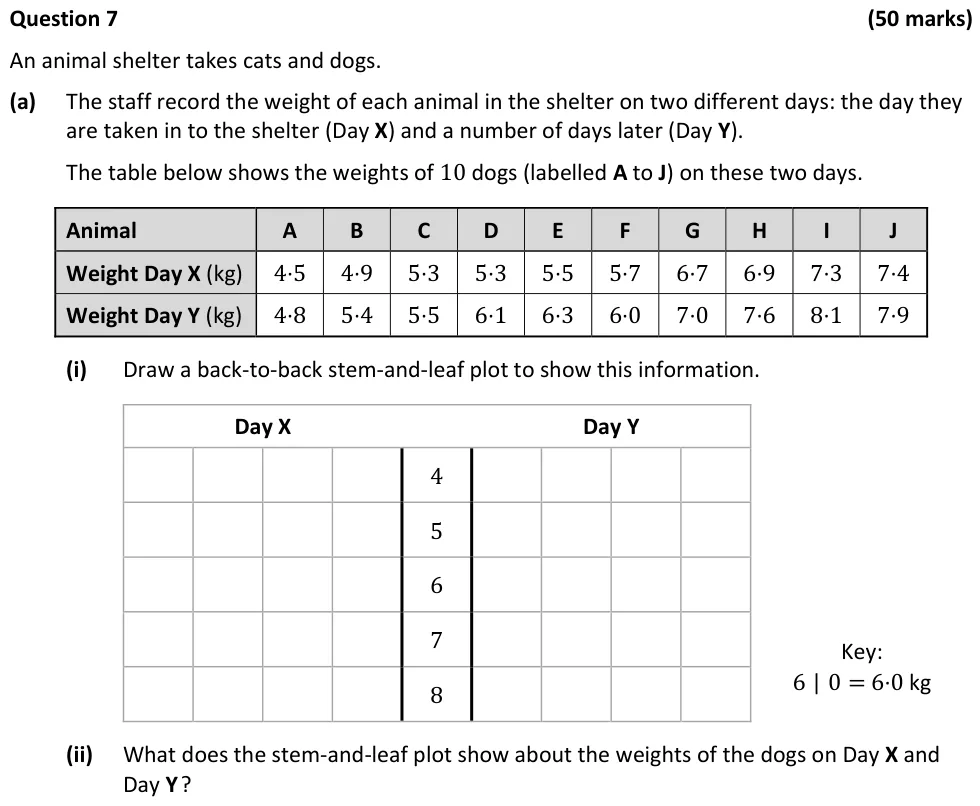 Question 7 (50 marks)
An animal shelter takes cats and dogs.
(a) The staff record the weight of each animal in the shelter on two different days: the day they
are taken in to the shelter (Day X) and a number of days later (Day Y).
The table below shows the weights of 10 dogs (labelled A to J) on these two days.
Animal A B C D E F G H I J
Weight Day X (kg) 4·5 4·9 5·3 5·3 5·5 5·7 6·7 6·9 7·3 7·4
Weight Day Y (kg) 4·8 5·4 5·5 6·1 6·3 6·0 7·0 7·6 8·1 7·9
(i) Draw a back-to-back stem-and-leaf plot to show this information.
Day X Day Y
4
5
6
7
8
Key:
6 | 0 = 6·0 kg
(ii) What does the stem-and-leaf plot show about the weights of the dogs on Day X and
Day Y?